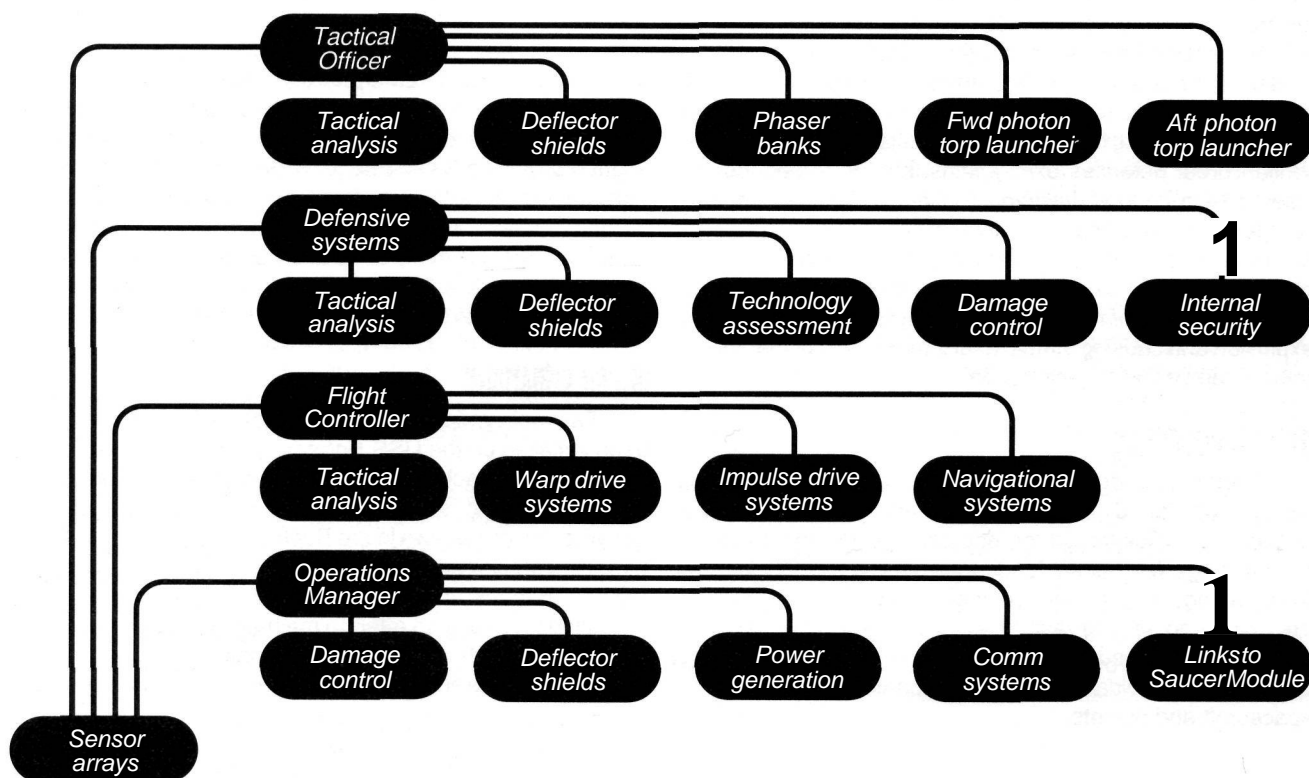 Tactical
Officer
Tactical
analysis
Deflector
shields
Phaser
banks
Fwd photon
torp launcher
Aft photon
torp launcher
Defensive
systems
1
Tactical
analysis
Deflector
shields
Technology
assessment
Damage
control
Internal
security
Flight
Controller
Tactical
analysis
Warp drive
systems
Impulse drive
systems
Navigational
systems
Operations
Manager
1
Damage
control
Deflector
shields
Power
generation
Comm
systems
Linksto
SaucerModule
Sensor
arrays